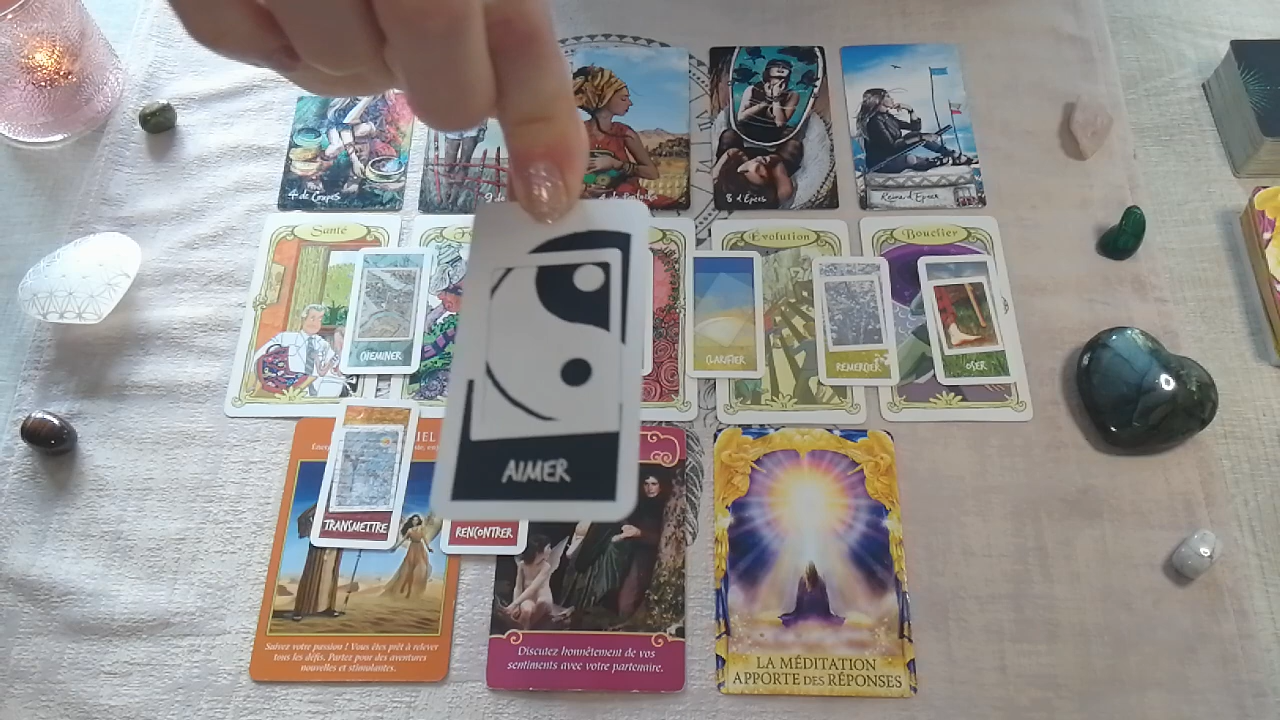 4 de Coupes
8 d'Épées
Santé
Évolution
Bouclier
CHEMINER
CLARIFIER
REMERCIER
OSER
AIMER
TRANSMETTRE
RENCONTRER
Suivez votre passion ! Vous êtes prêt à relever
tous les défis. Partez pour des aventures
nouvelles et stimulantes.
Discutez honnêtement de vos
sentiments avec votre partenaire.
LA MÉDITATION
APPORTE DES RÉPONSES